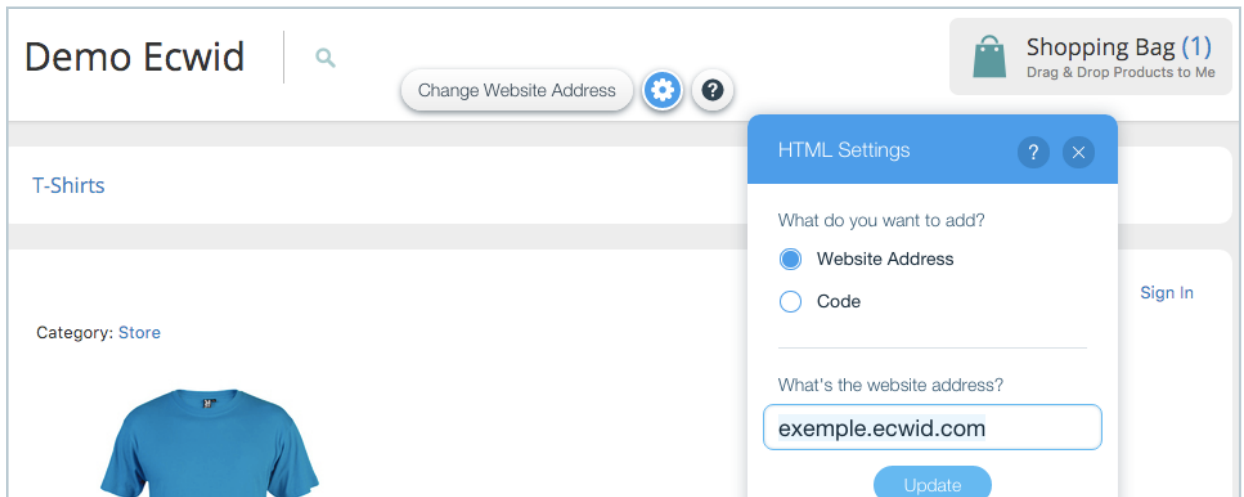 Demo Ecwid
Change Website Address
?
Shopping Bag (1)
Drag & Drop Products to Me
HTML Settings
?
T-Shirts
What do you want to add?
Website Address
Code
Sign In
Category: Store
What's the website address?
exemple.ecwid.com
Update